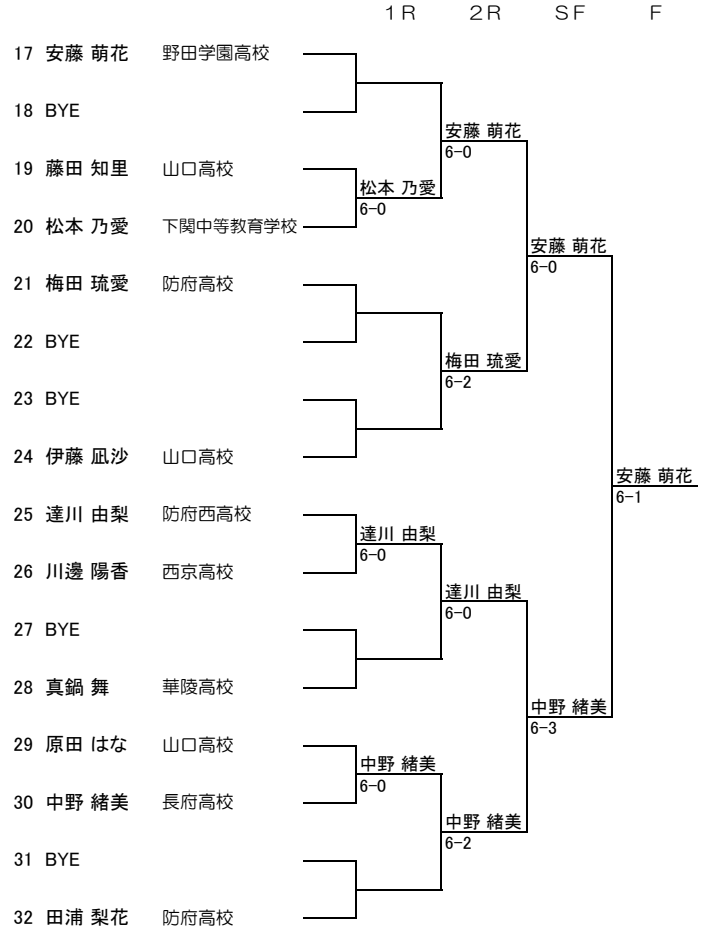 １Ｒ ２Ｒ ＳＦ Ｆ
17 安藤 萌花 野田学園高校
18 BYE
安藤 萌花
6-0
19 藤田 知里 山口高校
松本 乃愛
6-0
20 松本 乃愛 下関中等教育学校
安藤 萌花
6-0
21 梅田 琉愛 防府高校
22 BYE
梅田 琉愛
6-2
23 BYE
24 伊藤 凪沙 山口高校
安藤 萌花
6-1
25 達川 由梨 防府西高校
達川 由梨
6-0
26 川邊 陽香 西京高校
達川 由梨
6-0
27 BYE
28 真鍋 舞 華陵高校
中野 緒美
6-3
29 原田 はな 山口高校
中野 緒美
6-0
30 中野 緒美 長府高校
中野 緒美
6-2
31 BYE
32 田浦 梨花 防府高校